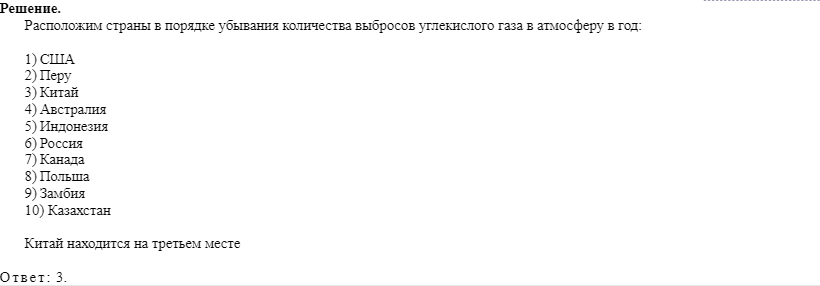 Решение.
Расположим страны в порядке убывания количества выбросов углекислого газа в атмосферу в год:
1) США
2) Перу
3) Китай
4) Австралия
5) Индонезия
6) Россия
7) Канада
8) Польша
9) Замбия
10) Казахстан
Китай находится на третьем месте
Ответ: 3.